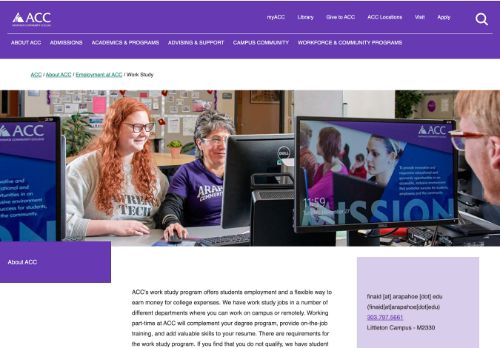 ACC
ARAPAHOE COMMUNITY COLLEGE
myACC Library Give to ACC ACC Locations Visit Apply
ABOUT ACC ADMISSIONS ACADEMICS & PROGRAMS ADVISING & SUPPORT CAMPUS COMMUNITY WORKFORCE & COMMUNITY PROGRAMS
ACC / About ACC / Employment at ACC / Work Study
ACC
ACC
TECH
ARAP
DELL
11:59
MISSION
About ACC
ACC's work study program offers students employment and a flexible way to
earn money for college expenses. We have work study jobs in a number of
different departments where you can work on campus or remotely. Working
part-time at ACC will complement your degree program, provide on-the-job
training, and add valuable skills to your resume. There are requirements for
the work study program. If you find that you do not qualify, we have student
finaid [at] arapahoe [dot] edu
(finaid[at]arapahoe[dot]edu)
303.797.5661
Littleton Campus - M2330